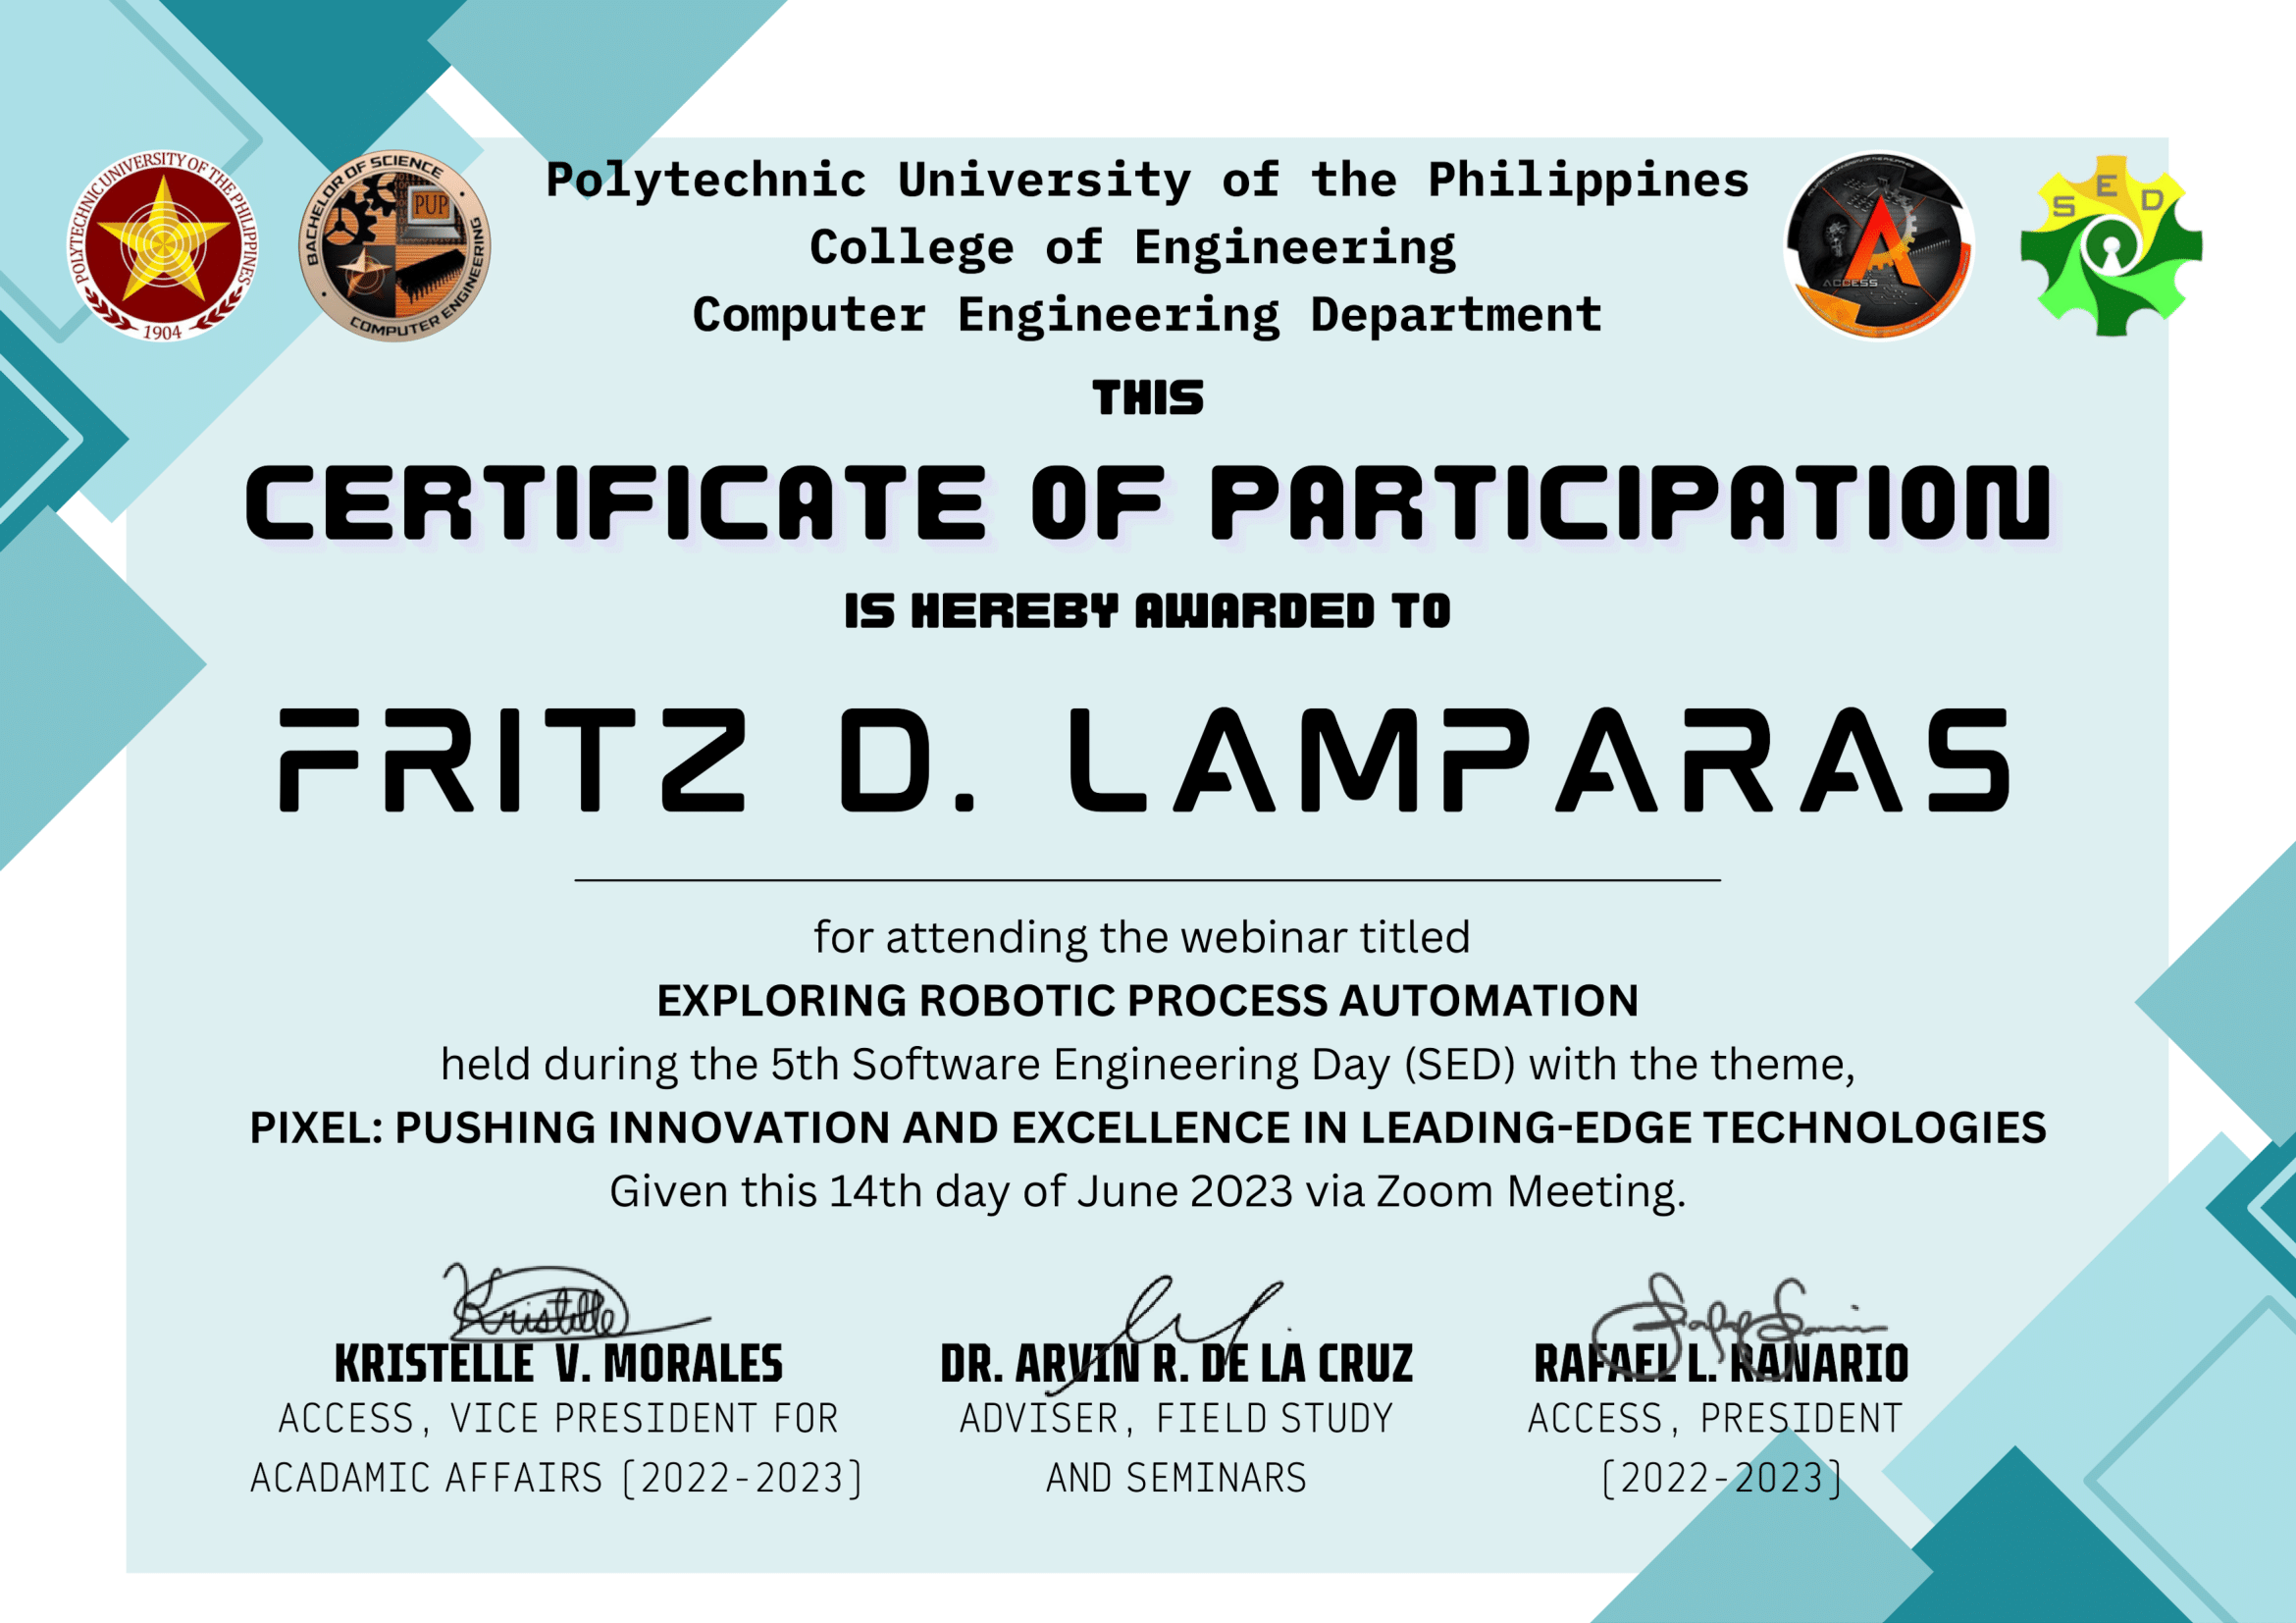 POLYTECHNIC UNIVERSITY OF THE PHILIPPINES
1904
BACHELOR OF SCIENCE
PUP
COMPUTER ENGINEERING
Polytechnic University of the Philippines
College of Engineering
Computer Engineering Department
ACCESS
SED
THIS
CERTIFICATE OF PARTICIPATION
IS HEREBY AWARDED TO
FRITZ D. LAMPARAS
for attending the webinar titled
EXPLORING ROBOTIC PROCESS AUTOMATION
held during the 5th Software Engineering Day (SED) with the theme,
PIXEL: PUSHING INNOVATION AND EXCELLENCE IN LEADING-EDGE TECHNOLOGIES
Given this 14th day of June 2023 via Zoom Meeting.
Kristelle
KRISTELLE V. MORALES
ACCESS, VICE PRESIDENT FOR
ACADAMIC AFFAIRS (2022-2023)
DR. ARVIN R. DE LA CRUZ
ADVISER, FIELD STUDY
AND SEMINARS
RAFAEL L. RANARIO
ACCESS, PRESIDENT
(2022-2023)